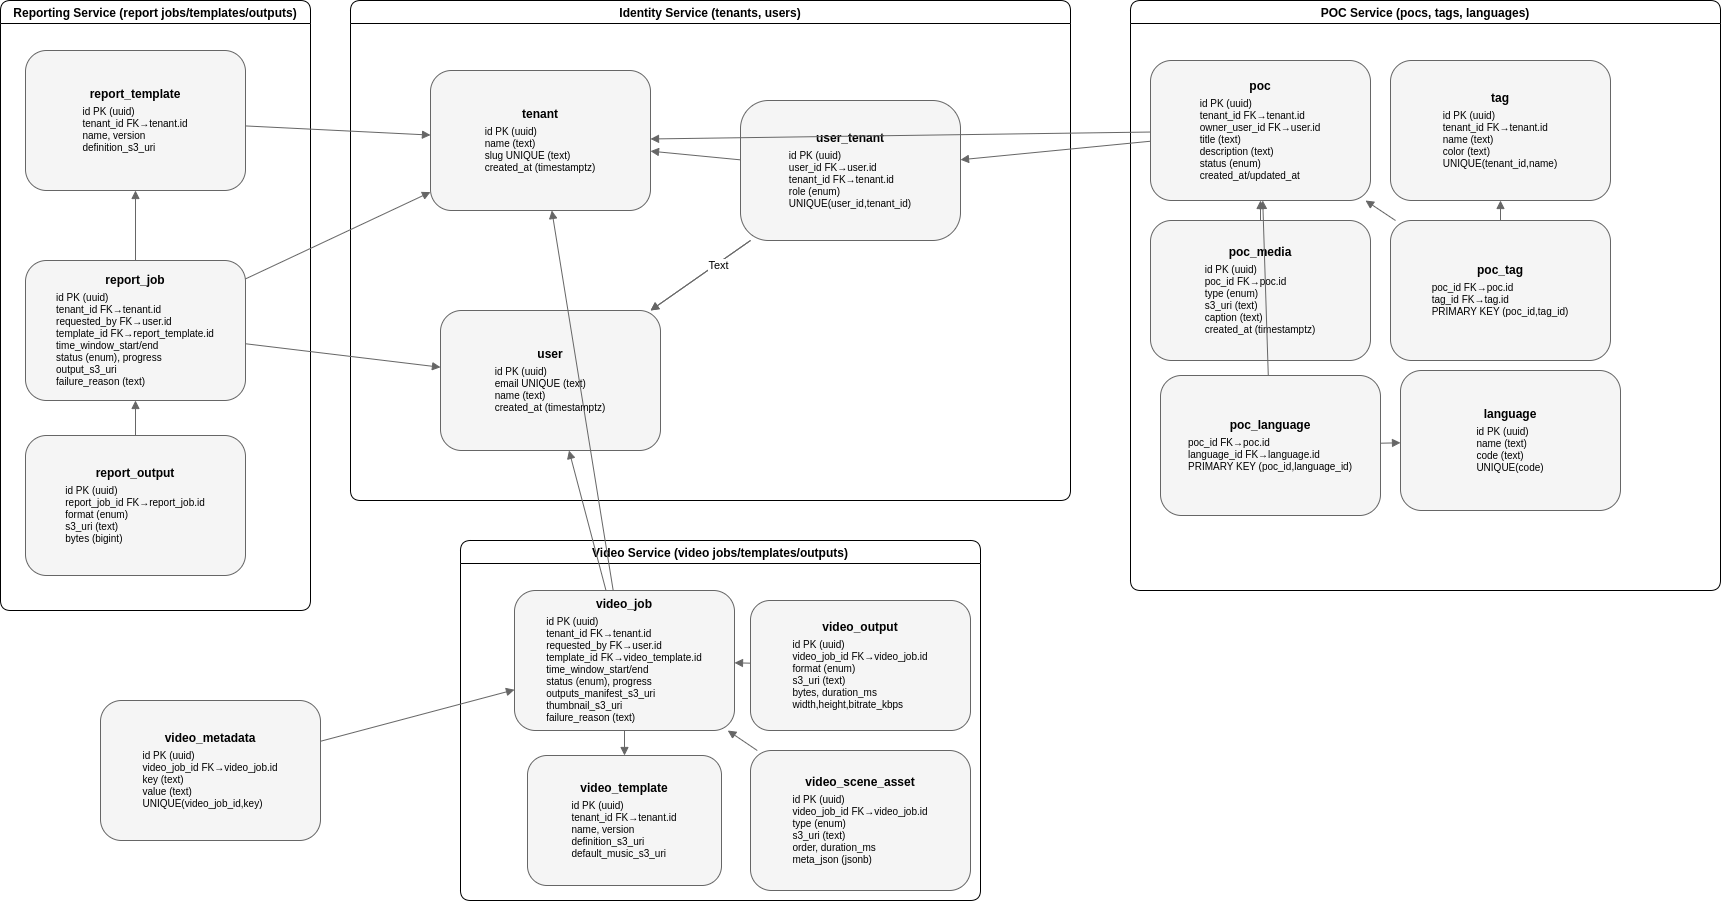 Reporting Service (report jobs/templates/outputs)
report_template
id PK (uuid)
tenant_id FK→tenant.id
name, version
definition_s3_uri
report_job
id PK (uuid)
tenant_id FK→tenant.id
requested_by FK→user.id
template_id FK→report_template.id
time_window_start/end
status (enum), progress
output_s3_uri
failure_reason (text)
report_output
id PK (uuid)
report_job_id FK→report_job.id
format (enum)
s3_uri (text)
bytes (bigint)
Identity Service (tenants, users)
tenant
id PK (uuid)
name (text)
slug UNIQUE (text)
created_at (timestamptz)
user_tenant
id PK (uuid)
user_id FK→user.id
tenant_id FK→tenant.id
role (enum)
UNIQUE(user_id,tenant_id)
Text
user
id PK (uuid)
email UNIQUE (text)
name (text)
created_at (timestamptz)
POC Service (pocs, tags, languages)
poc
id PK (uuid)
tenant_id FK→tenant.id
owner_user_id FK→user.id
title (text)
description (text)
status (enum)
created_at/updated_at
tag
id PK (uuid)
tenant_id FK→tenant.id
name (text)
color (text)
UNIQUE(tenant_id,name)
poc_media
id PK (uuid)
poc_id FK→poc.id
type (enum)
s3_uri (text)
caption (text)
created_at (timestamptz)
poc_tag
poc_id FK→poc.id
tag_id FK→tag.id
PRIMARY KEY (poc_id,tag_id)
poc_language
poc_id FK→poc.id
language_id FK→language.id
PRIMARY KEY (poc_id,language_id)
language
id PK (uuid)
name (text)
code (text)
UNIQUE(code)
Video Service (video jobs/templates/outputs)
video_job
id PK (uuid)
tenant_id FK→tenant.id
requested_by FK→user.id
template_id FK→video_template.id
time_window_start/end
status (enum), progress
outputs_manifest_s3_uri
thumbnail_s3_uri
failure_reason (text)
video_output
id PK (uuid)
video_job_id FK→video_job.id
format (enum)
s3_uri (text)
bytes, duration_ms
width,height,bitrate_kbps
video_metadata
id PK (uuid)
video_job_id FK→video_job.id
key (text)
value (text)
UNIQUE(video_job_id,key)
video_template
id PK (uuid)
tenant_id FK→tenant.id
name, version
definition_s3_uri
default_music_s3_uri
video_scene_asset
id PK (uuid)
video_job_id FK→video_job.id
type (enum)
s3_uri (text)
order, duration_ms
meta_json (jsonb)